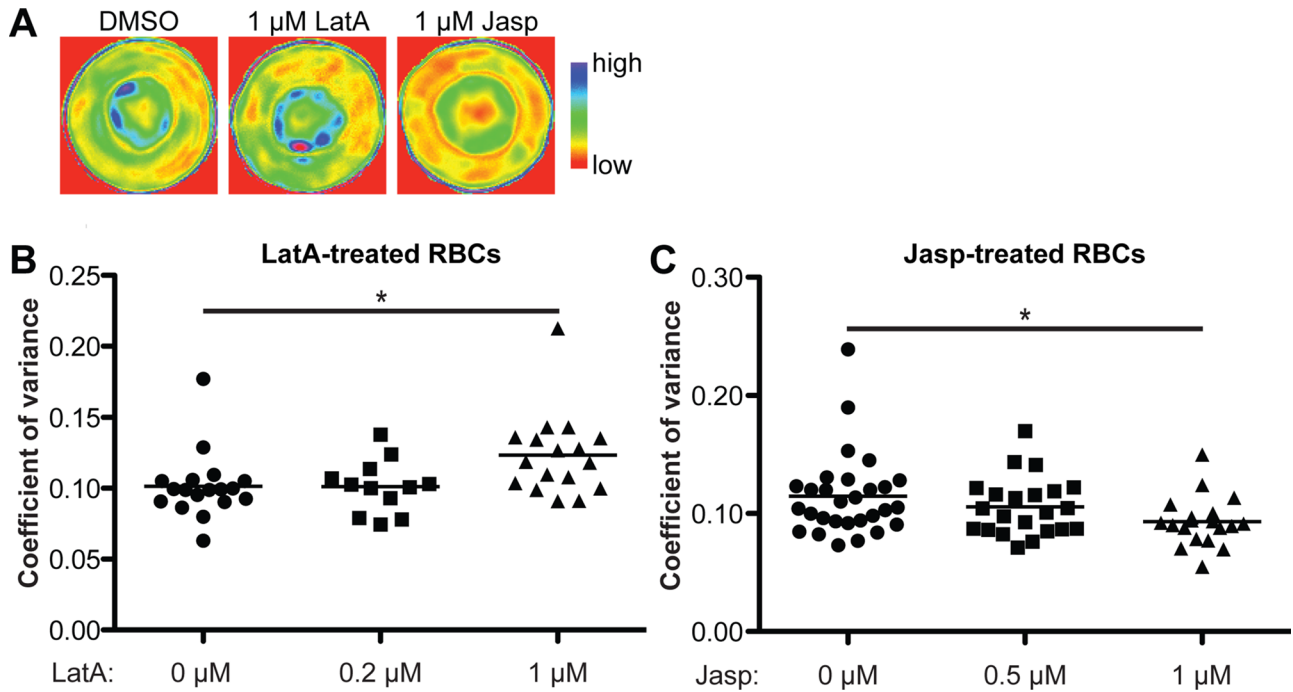 A
DMSO
1 µM LatA
1 µM Jasp
high
low
B
LatA-treated RBCs
*
Coefficient of variance
0.25
0.20
0.15
0.10
0.05
0.00
LatA:
0 µM
0.2 µM
1 µM
C
Jasp-treated RBCs
*
Coefficient of variance
0.30
0.20
0.10
0.00
Jasp:
0 µM
0.5 µM
1 µM